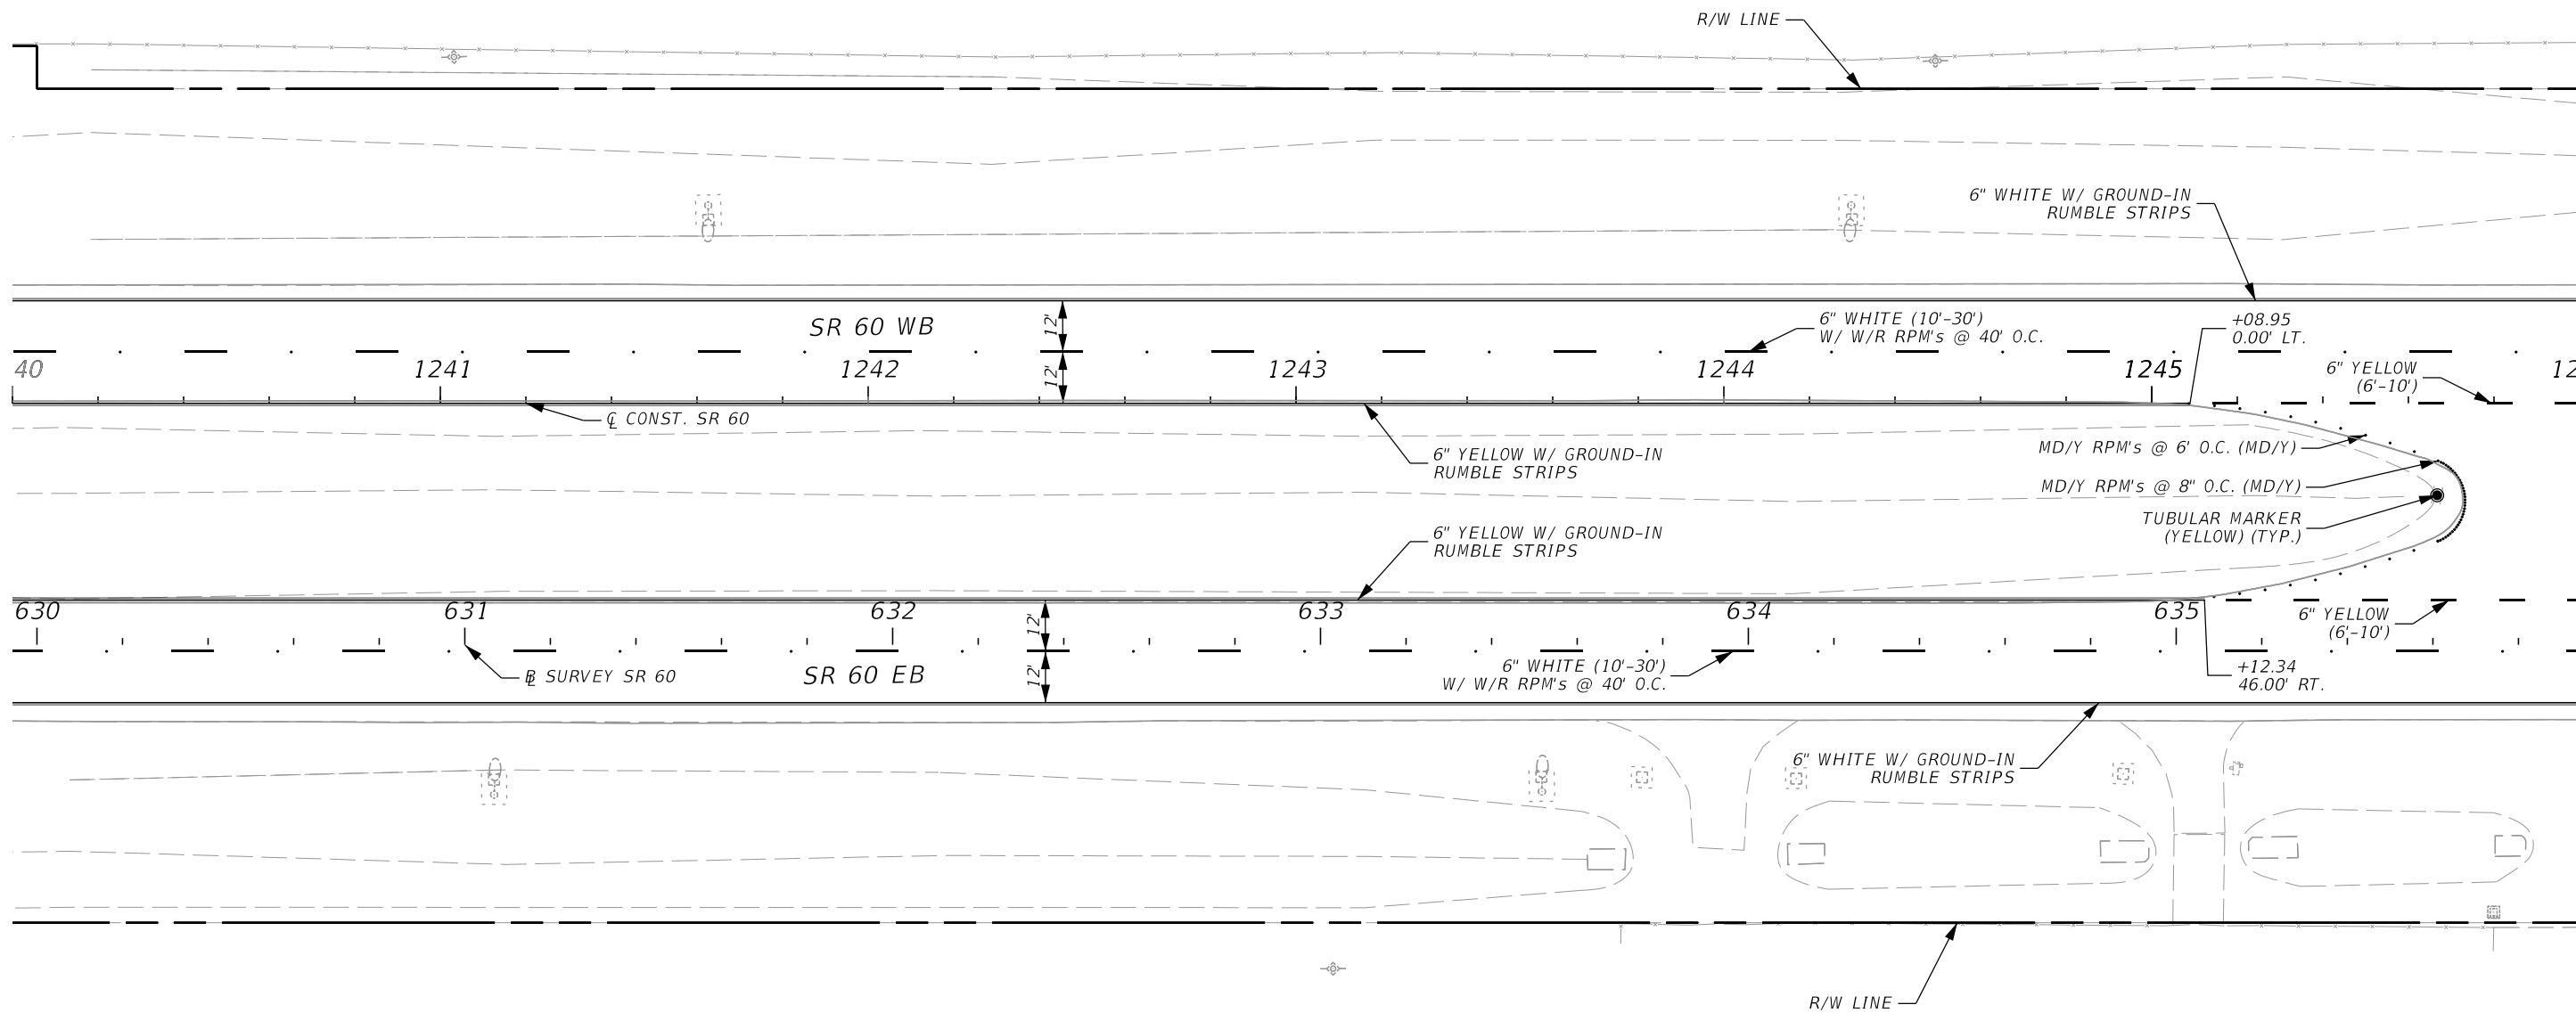 R/W LINE
6" WHITE W/ GROUND-IN
RUMBLE STRIPS
SR 60 WB
12'
12'
6" WHITE (10'-30')
W/ W/R RPM's @ 40' O.C.
+08.95
0.00' LT.
6" YELLOW
(6'-10')
40
1241
1242
1243
1244
1245
12
℄ CONST. SR 60
6" YELLOW W/ GROUND-IN
RUMBLE STRIPS
MD/Y RPM's @ 6' O.C. (MD/Y)
MD/Y RPM's @ 8" O.C. (MD/Y)
TUBULAR MARKER
(YELLOW) (TYP.)
6" YELLOW W/ GROUND-IN
RUMBLE STRIPS
630
631
632
633
634
635
6" YELLOW
(6'-10')
12'
12'
BL SURVEY SR 60
SR 60 EB
6" WHITE (10'-30')
W/ W/R RPM's @ 40' O.C.
+12.34
46.00' RT.
6" WHITE W/ GROUND-IN
RUMBLE STRIPS
R/W LINE